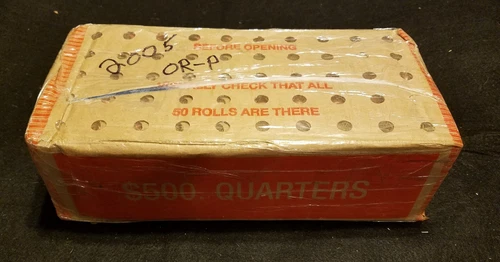 2005
OR-P
BEFORE OPENING
CHECK THAT ALL
50 ROLLS ARE THERE
$500 QUARTERS